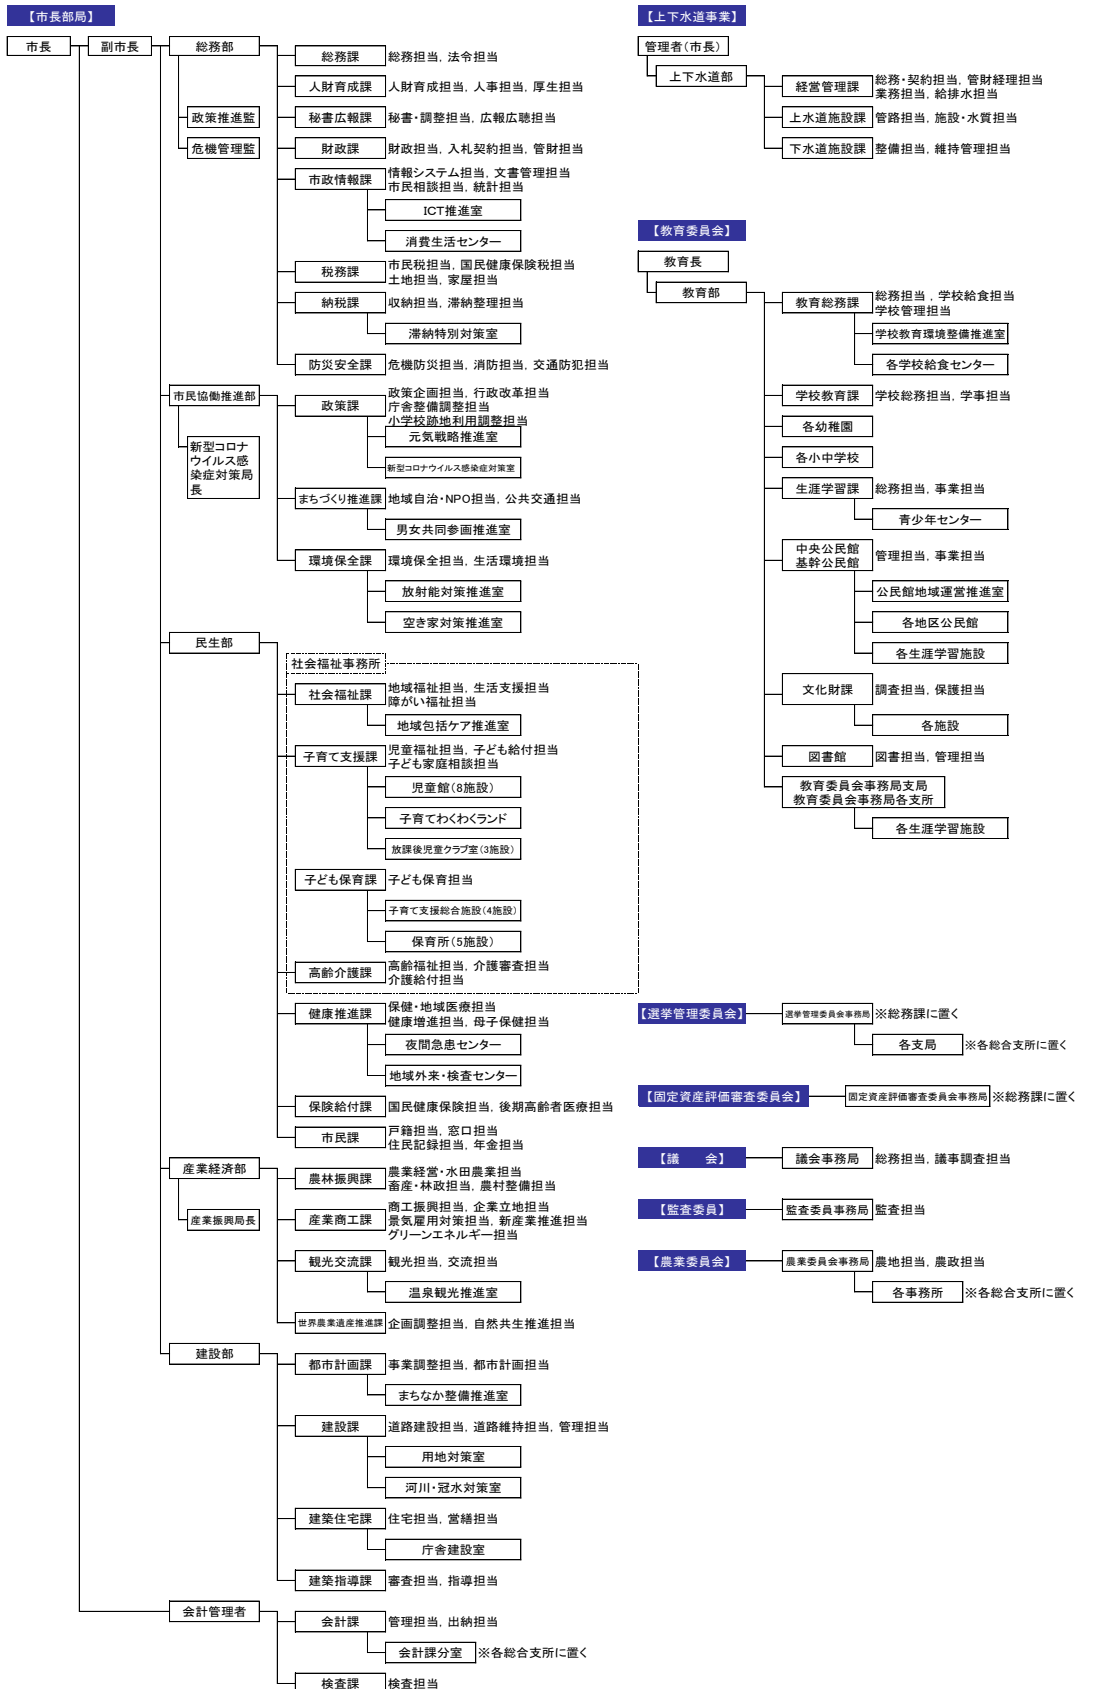 【市長部局】
市長
副市長
総務部
総務課
総務担当，法令担当
人財育成課
人財育成担当，人事担当，厚生担当
政策推進監
秘書広報課
秘書・調整担当，広報広聴担当
危機管理監
財政課
財政担当，入札契約担当，管財担当
市政情報課
情報システム担当，文書管理担当
市民相談担当，統計担当
ICT推進室
消費生活センター
税務課
市民税担当，国民健康保険税担当
土地担当，家屋担当
納税課
収納担当，滞納整理担当
滞納特別対策室
防災安全課
危機防災担当，消防担当，交通防犯担当
市民協働推進部
政策課
政策企画担当，行政改革担当
庁舎整備調整担当
小学校跡地利用調整担当
新型コロナ
ウイルス感
染症対策局
長
元気戦略推進室
新型コロナウイルス感染症対策室
まちづくり推進課
地域自治・NPO担当，公共交通担当
男女共同参画推進室
環境保全課
環境保全担当，生活環境担当
放射能対策推進室
空き家対策推進室
民生部
社会福祉事務所
社会福祉課
地域福祉担当，生活支援担当
障がい福祉担当
地域包括ケア推進室
子育て支援課
児童福祉担当，子ども給付担当
子ども家庭相談担当
児童館（8施設）
子育てわくわくランド
放課後児童クラブ室（3施設）
子ども保育課
子ども保育担当
子育て支援総合施設（4施設）
保育所（5施設）
高齢介護課
高齢福祉担当，介護審査担当
介護給付担当
健康推進課
保健・地域医療担当
健康増進担当，母子保健担当
夜間急患センター
地域外来・検査センター
保険給付課
国民健康保険担当，後期高齢者医療担当
市民課
戸籍担当，窓口担当
住民記録担当，年金担当
産業経済部
農林振興課
農業経営・水田農業担当
畜産・林政担当，農村整備担当
産業振興局長
産業商工課
商工振興担当，企業立地担当
景気雇用対策担当，新産業推進担当
グリーンエネルギー担当
観光交流課
観光担当，交流担当
温泉観光推進室
世界農業遺産推進課
企画調整担当，自然共生推進担当
建設部
都市計画課
事業調整担当，都市計画担当
まちなか整備推進室
建設課
道路建設担当，道路維持担当，管理担当
用地対策室
河川・冠水対策室
建築住宅課
住宅担当，営繕担当
庁舎建設室
建築指導課
審査担当，指導担当
会計管理者
会計課
管理担当，出納担当
会計課分室
※各総合支所に置く
検査課
検査担当
【上下水道事業】
管理者（市長）
上下水道部
経営管理課
総務・契約担当，管財経理担当
業務担当，給排水担当
上水道施設課
管路担当，施設・水質担当
下水道施設課
整備担当，維持管理担当
【教育委員会】
教育長
教育部
教育総務課
総務担当，学校給食担当
学校管理担当
学校教育環境整備推進室
各学校給食センター
学校教育課
学校総務担当，学事担当
各幼稚園
各小中学校
生涯学習課
総務担当，事業担当
青少年センター
中央公民館
基幹公民館
管理担当，事業担当
公民館地域運営推進室
各地区公民館
各生涯学習施設
文化財課
調査担当，保護担当
各施設
図書館
図書担当，管理担当
教育委員会事務局支局
教育委員会事務局各支所
各生涯学習施設
【選挙管理委員会】
選挙管理委員会事務局
※総務課に置く
各支局
※各総合支所に置く
【固定資産評価審査委員会】
固定資産評価審査委員会事務局
※総務課に置く
【議　会】
議会事務局
総務担当，議事調査担当
【監査委員】
監査委員事務局
監査担当
【農業委員会】
農業委員会事務局
農地担当，農政担当
各事務所
※各総合支所に置く